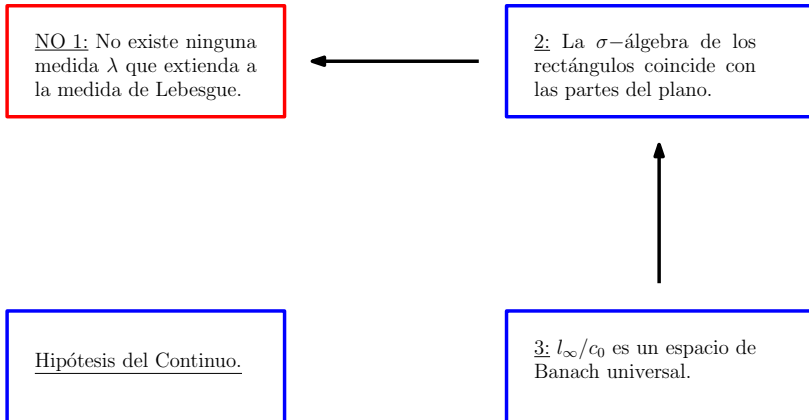 NO 1: No existe ninguna
medida λ que extienda a
la medida de Lebesgue.
2: La σ−álgebra de los
rectángulos coincide con
las partes del plano.
Hipótesis del Continuo.
3: l∞/c0 es un espacio de
Banach universal.